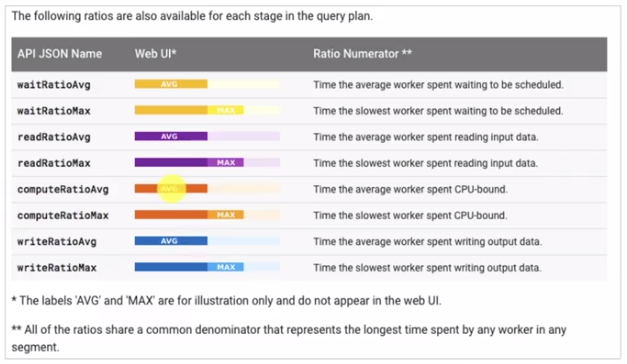 The following ratios are also available for each stage in the query plan.
API JSON Name Web UI* Ratio Numerator **
waitRatioAvg AVG Time the average worker spent waiting to be scheduled.
waitRatioMax MAX Time the slowest worker spent waiting to be scheduled.
readRatioAvg AVG Time the average worker spent reading input data.
readRatioMax MAX Time the slowest worker spent reading input data.
computeRatioAvg AVG Time the average worker spent CPU-bound.
computeRatioMax MAX Time the slowest worker spent CPU-bound.
writeRatioAvg AVG Time the average worker spent writing output data.
writeRatioMax MAX Time the slowest worker spent writing output data.
* The labels 'AVG' and 'MAX' are for illustration only and do not appear in the web UI.
** All of the ratios share a common denominator that represents the longest time spent by any worker in any
segment.